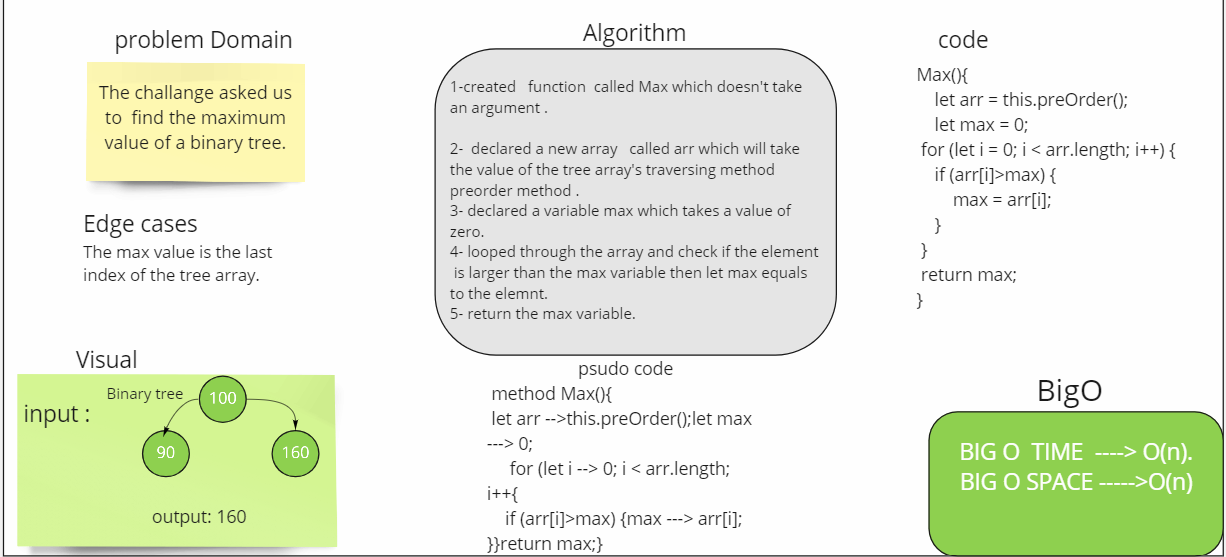 problem Domain
The challange asked us
to find the maximum
value of a binary tree.
Edge cases
The max value is the last
index of the tree array.
Visual
input :
Binary tree
100
90
160
output: 160
Algorithm
1-created function called Max which doesn't take
an argument .
2- declared a new array called arr which will take
the value of the tree array's traversing method
preorder method .
3- declared a variable max which takes a value of
zero.
4- looped through the array and check if the element
is larger than the max variable then let max equals
to the elemnt.
5- return the max variable.
psudo code
method Max(){
let arr -->this.preOrder();let max
---> 0;
for (let i --> 0; i < arr.length;
i++{
if (arr[i]>max) {max ---> arr[i];
}}return max;}
code
Max(){
let arr = this.preOrder();
let max = 0;
for (let i = 0; i < arr.length; i++) {
if (arr[i]>max) {
max = arr[i];
}
}
return max;
}
BigO
BIG O TIME ----> O(n).
BIG O SPACE ----->O(n)